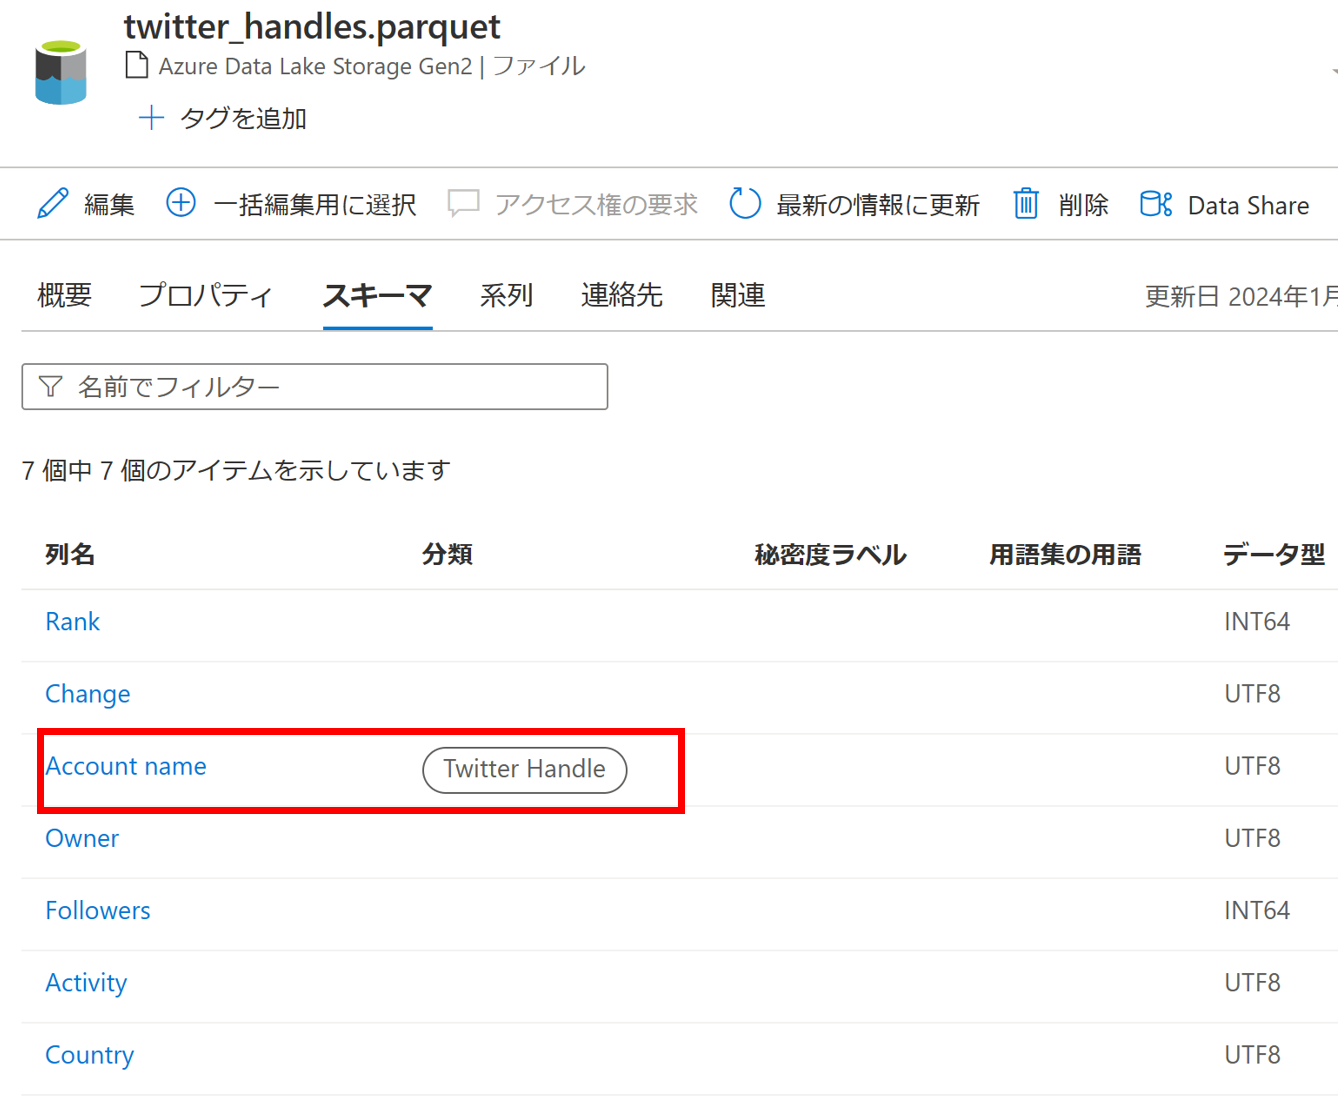 twitter_handles.parquet
Azure Data Lake Storage Gen2 | ファイル
タグを追加
編集 一括編集用に選択 アクセス権の要求 最新の情報に更新 削除 Data Share
概要 プロパティ スキーマ 系列 連絡先 関連 更新日 2024年1月
名前でフィルター
7 個中 7 個のアイテムを示しています
列名 分類 秘密度ラベル 用語集の用語 データ型
Rank INT64
Change UTF8
Account name Twitter Handle UTF8
Owner UTF8
Followers INT64
Activity UTF8
Country UTF8